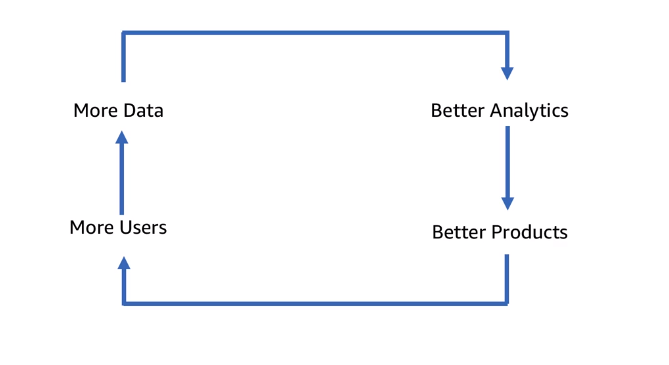 More Data
Better Analytics
More Users
Better Products